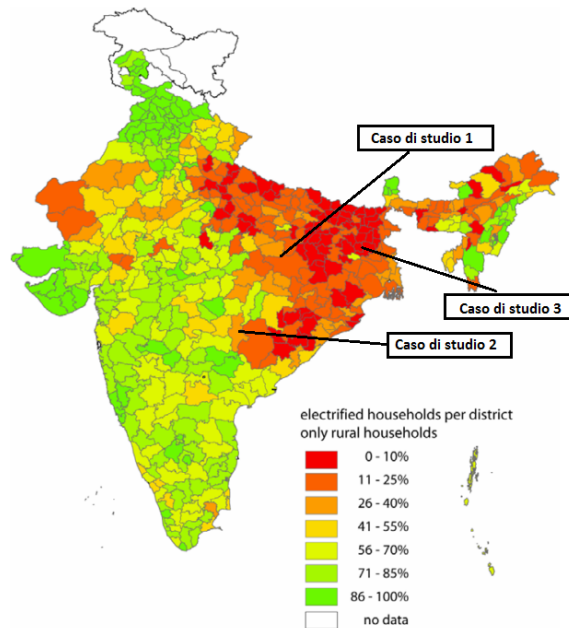 Caso di studio 1
Caso di studio 3
Caso di studio 2
electrified households per district
only rural households
0 - 10%
11 - 25%
26 - 40%
41 - 55%
56 - 70%
71 - 85%
86 - 100%
no data